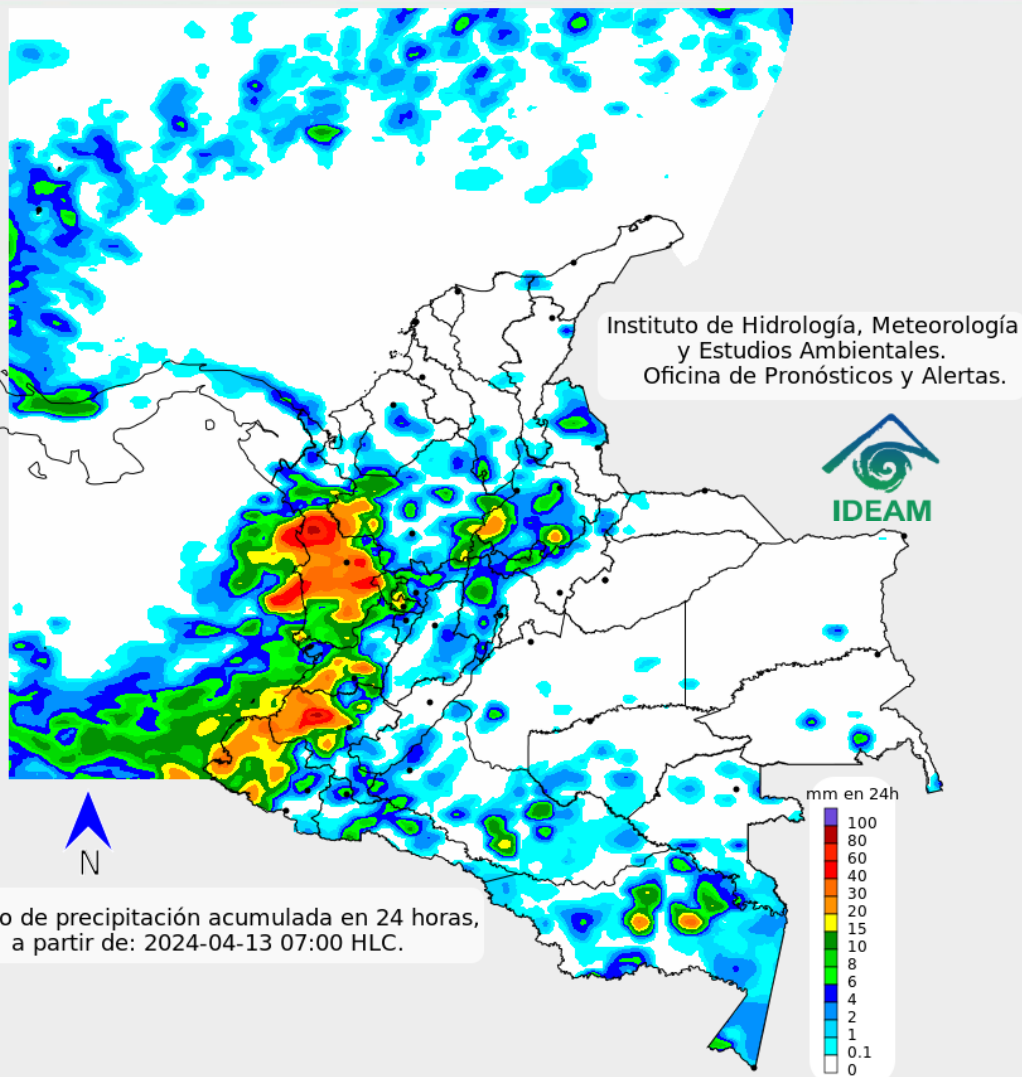 Instituto de Hidrología, Meteorología
y Estudios Ambientales.
Oficina de Pronósticos y Alertas.
IDEAM
mm en 24h
100
80
60
40
30
20
15
10
8
6
4
2
1
0.1
0
N
o de precipitación acumulada en 24 horas,
a partir de: 2024-04-13 07:00 HLC.